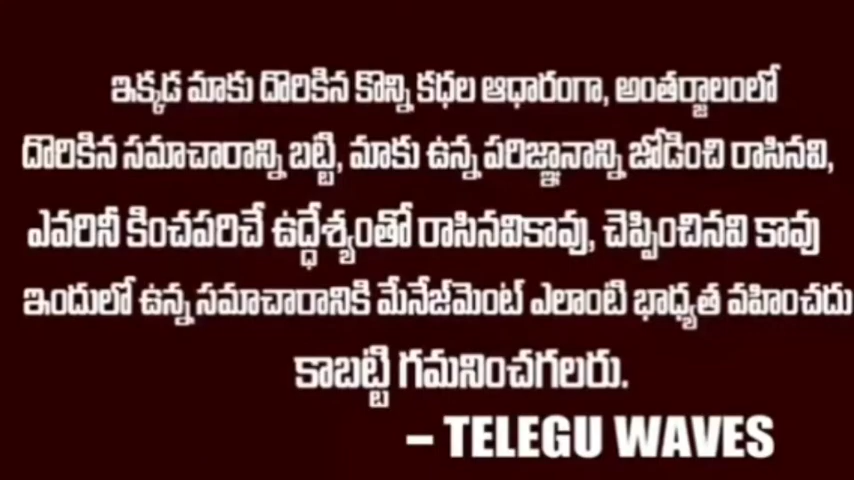 ఇక్కడ మాకు దొరికిన కొన్ని కధల ఆధారంగా, అంతర్జాలంలో
దొరికిన సమాచారాన్ని బట్టి, మాకు ఉన్న పరిజ్ఞానాన్ని జోడించి రాసినవి,
ఎవరినీ కించపరిచే ఉద్దేశ్యంతో రాసినవికావు, చెప్పించినవి కావు
ఇందులో ఉన్న సమాచారానికి మేనేజ్‌మెంట్ ఎలాంటి భాధ్యత వహించదు
కాబట్టి గమనించగలరు.
– TELEGU WAVES